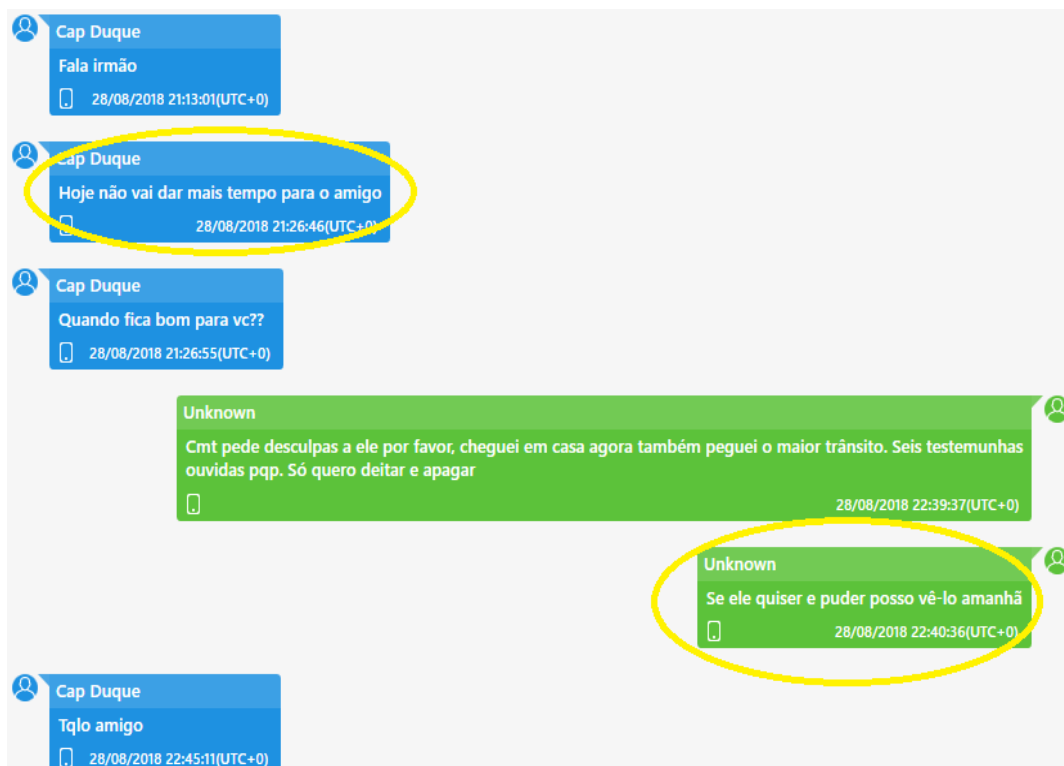 Cap Duque
Fala irmão
28/08/2018 21:13:01(UTC+0)
Cap Duque
Hoje não vai dar mais tempo para o amigo
28/08/2018 21:26:46(UTC+0)
Cap Duque
Quando fica bom para vc??
28/08/2018 21:26:55(UTC+0)
Unknown
Cmt pede desculpas a ele por favor, cheguei em casa agora também peguei o maior trânsito. Seis testemunhas
ouvidas pqp. Só quero deitar e apagar
28/08/2018 22:39:37(UTC+0)
Unknown
Se ele quiser e puder posso vê-lo amanhã
28/08/2018 22:40:36(UTC+0)
Cap Duque
Tqlo amigo
28/08/2018 22:45:11(UTC+0)